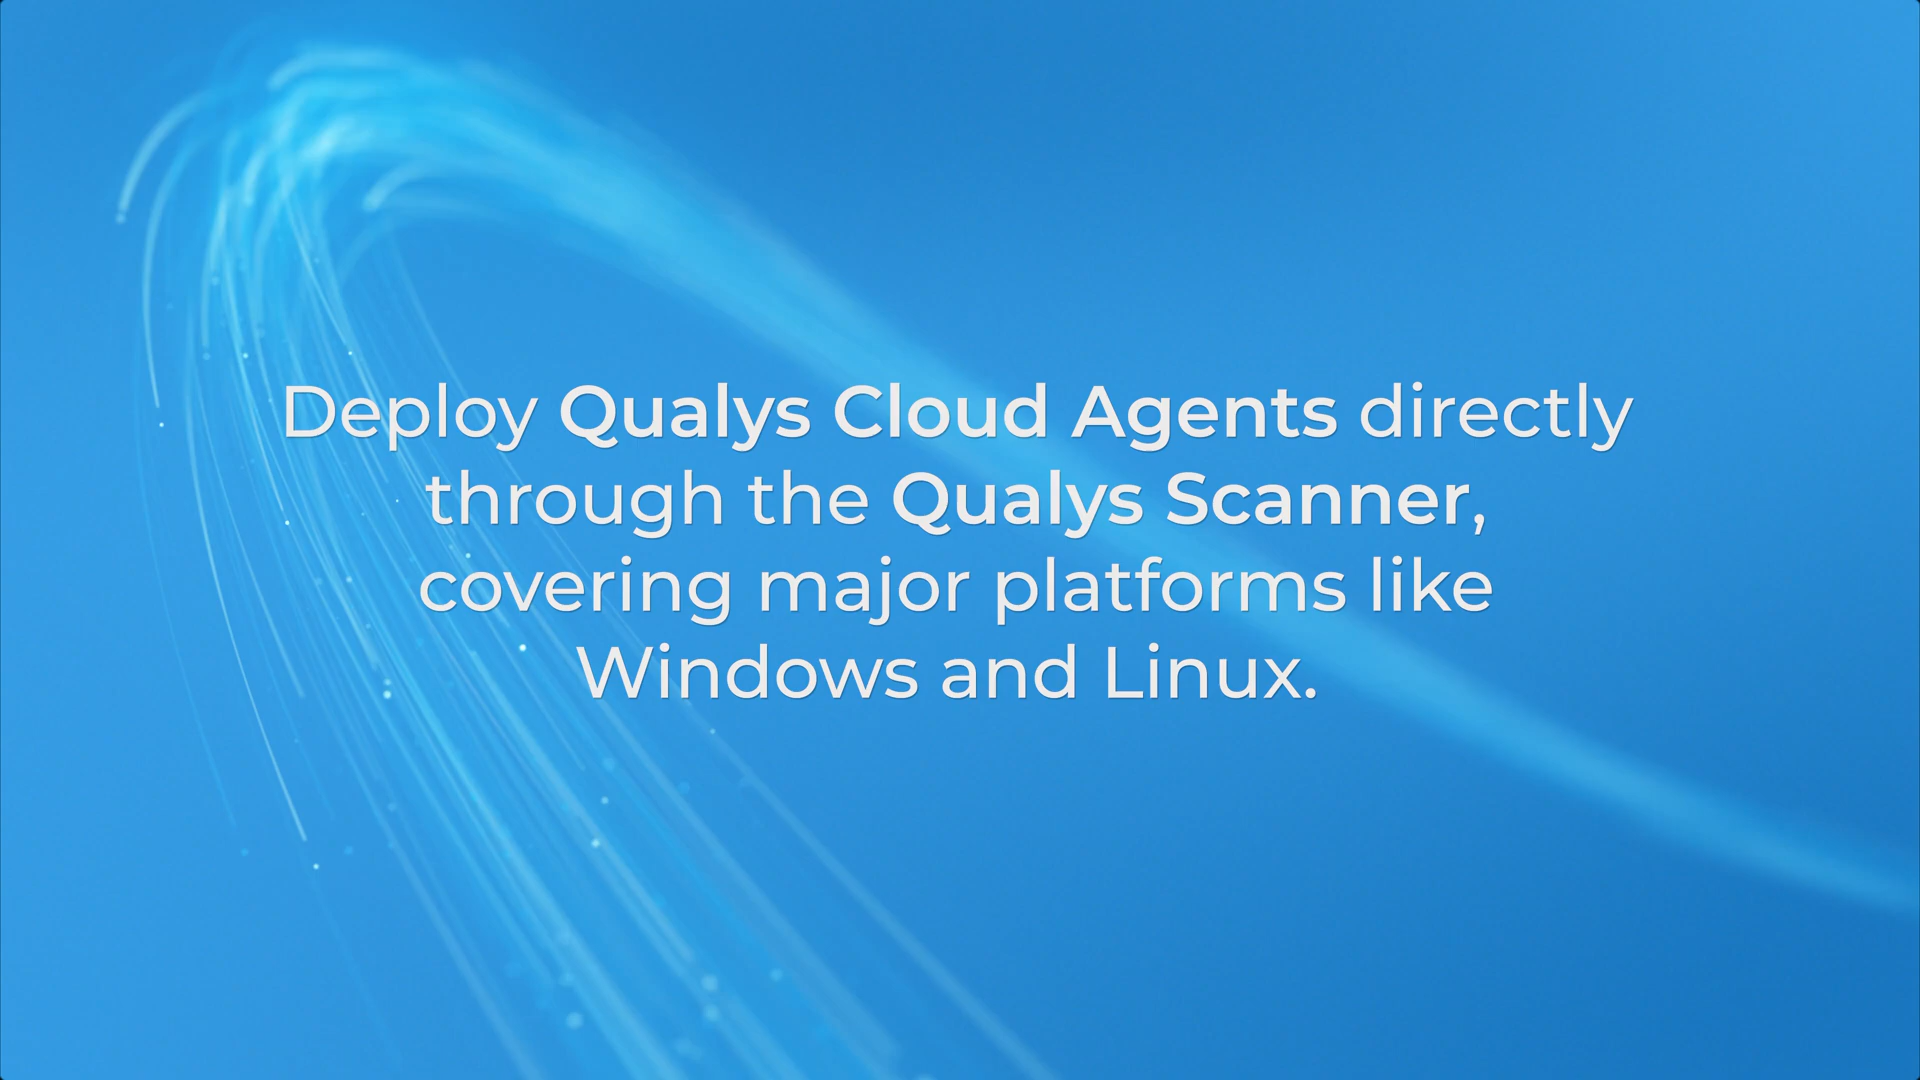 Deploy Qualys Cloud Agents directly
through the Qualys Scanner,
covering major platforms like
Windows and Linux.